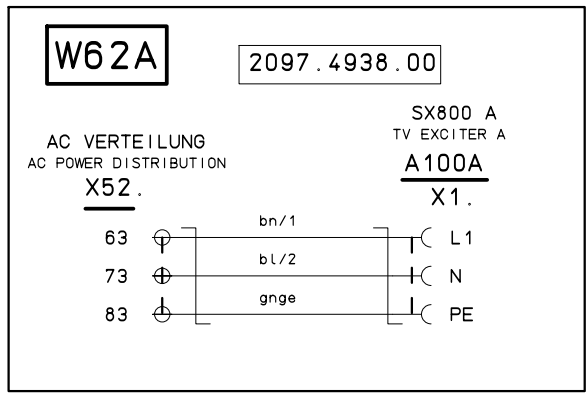 W62A
2097.4938.00
SX800 A
TV EXCITER A
A100A
X1.
AC VERTEILUNG
AC POWER DISTRIBUTION
X52.
63 bn/1 L1
73 bl/2 N
83 gnge PE